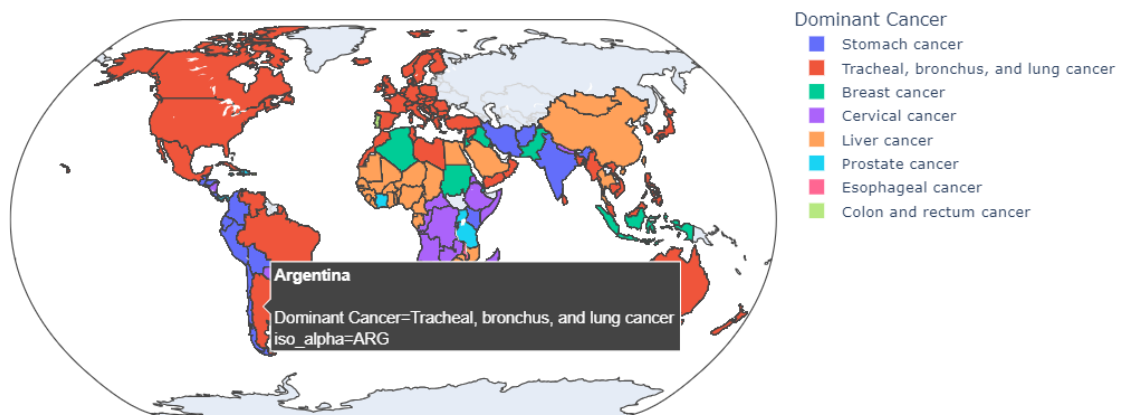 Dominant Cancer
Stomach cancer
Tracheal, bronchus, and lung cancer
Breast cancer
Cervical cancer
Liver cancer
Prostate cancer
Esophageal cancer
Colon and rectum cancer
Argentina
Dominant Cancer=Tracheal, bronchus, and lung cancer
iso_alpha=ARG